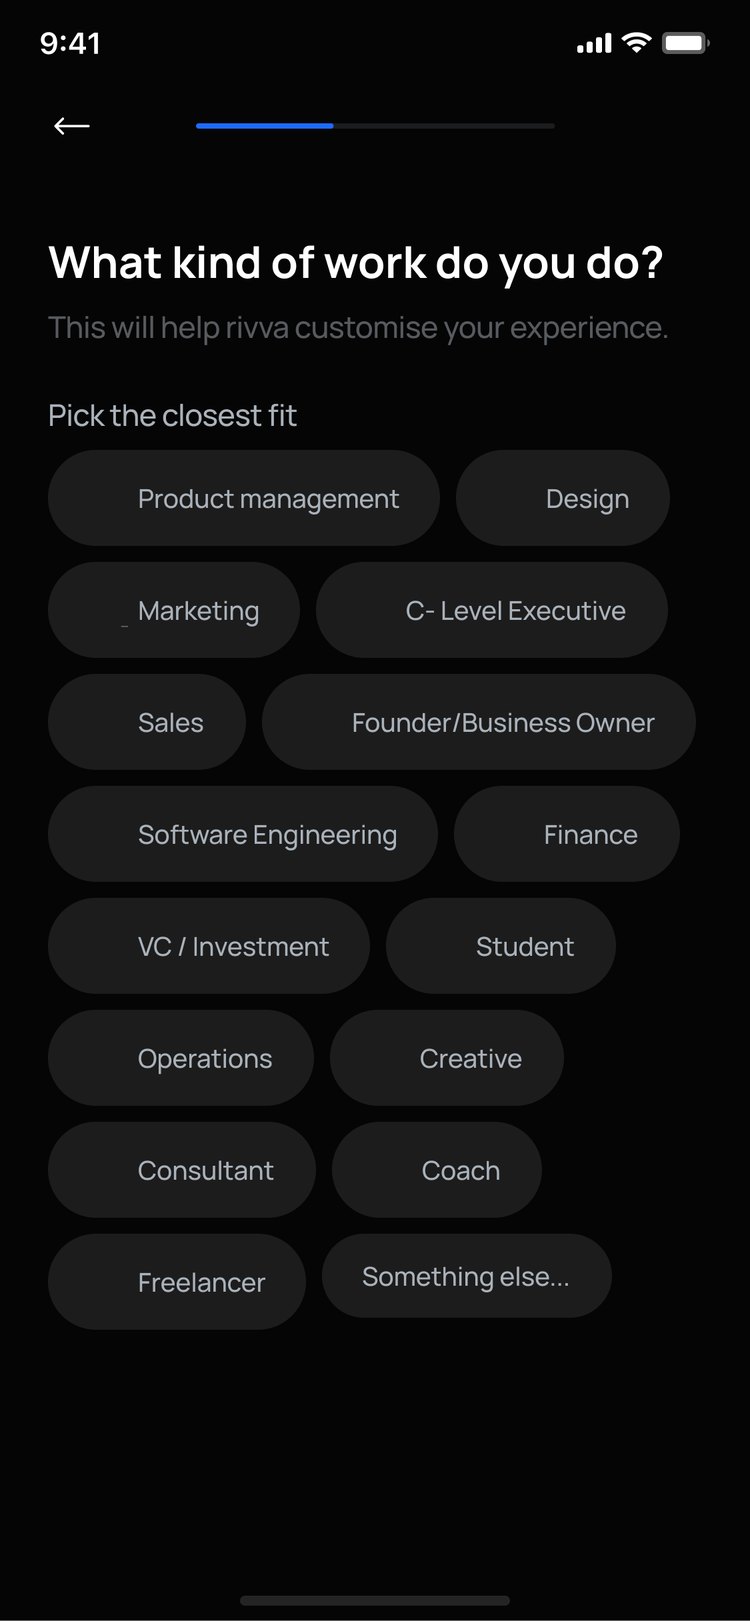 9:41
What kind of work do you do?
This will help rivva customise your experience.
Pick the closest fit
Product management
Design
Marketing
C- Level Executive
Sales
Founder/Business Owner
Software Engineering
Finance
VC / Investment
Student
Operations
Creative
Consultant
Coach
Freelancer
Something else...